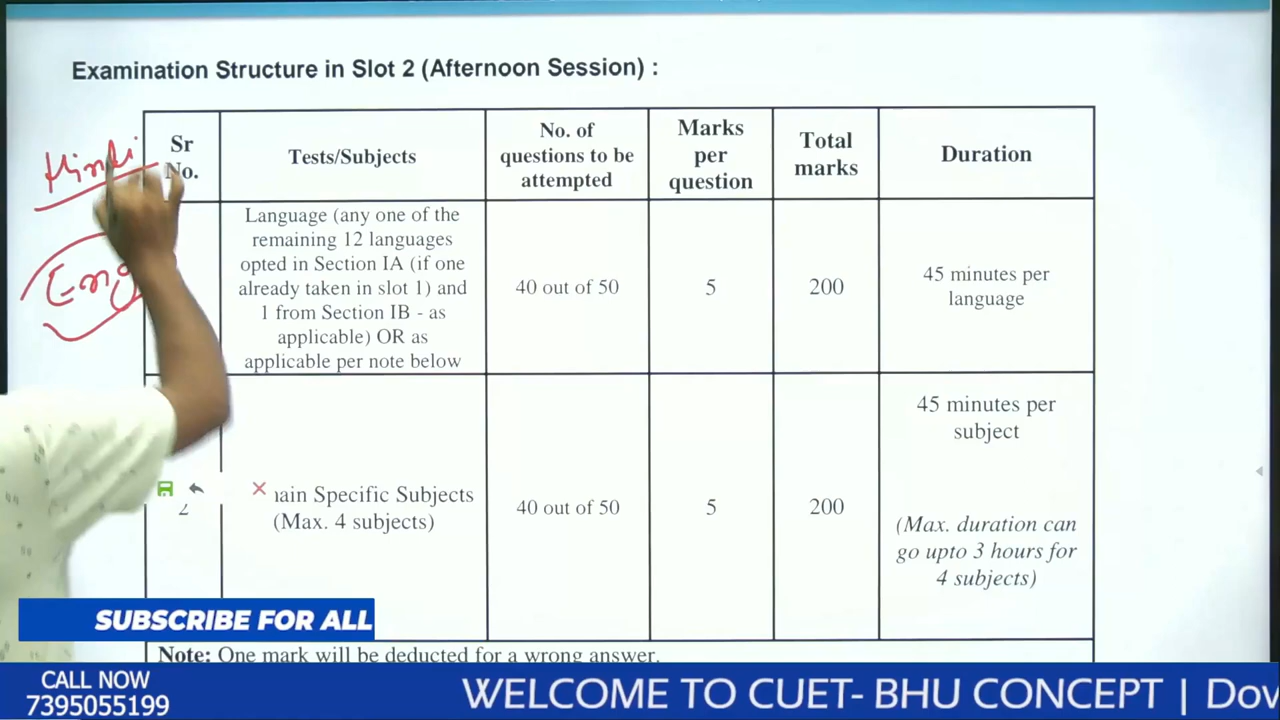 Examination Structure in Slot 2 (Afternoon Session) :
Hindi
Eng
Sr
No.
Tests/Subjects
No. of
questions to be
attempted
Marks
per
question
Total
marks
Duration
Language (any one of the
remaining 12 languages
opted in Section IA (if one
already taken in slot 1) and
1 from Section IB - as
applicable) OR as
applicable per note below
40 out of 50
5
200
45 minutes per
language
2
ain Specific Subjects
(Max. 4 subjects)
40 out of 50
5
200
45 minutes per
subject
(Max. duration can
go upto 3 hours for
4 subjects)
Note: One mark will be deducted for a wrong answer.
SUBSCRIBE FOR ALL
CALL NOW
7395055199
WELCOME TO CUET- BHU CONCEPT | Dov